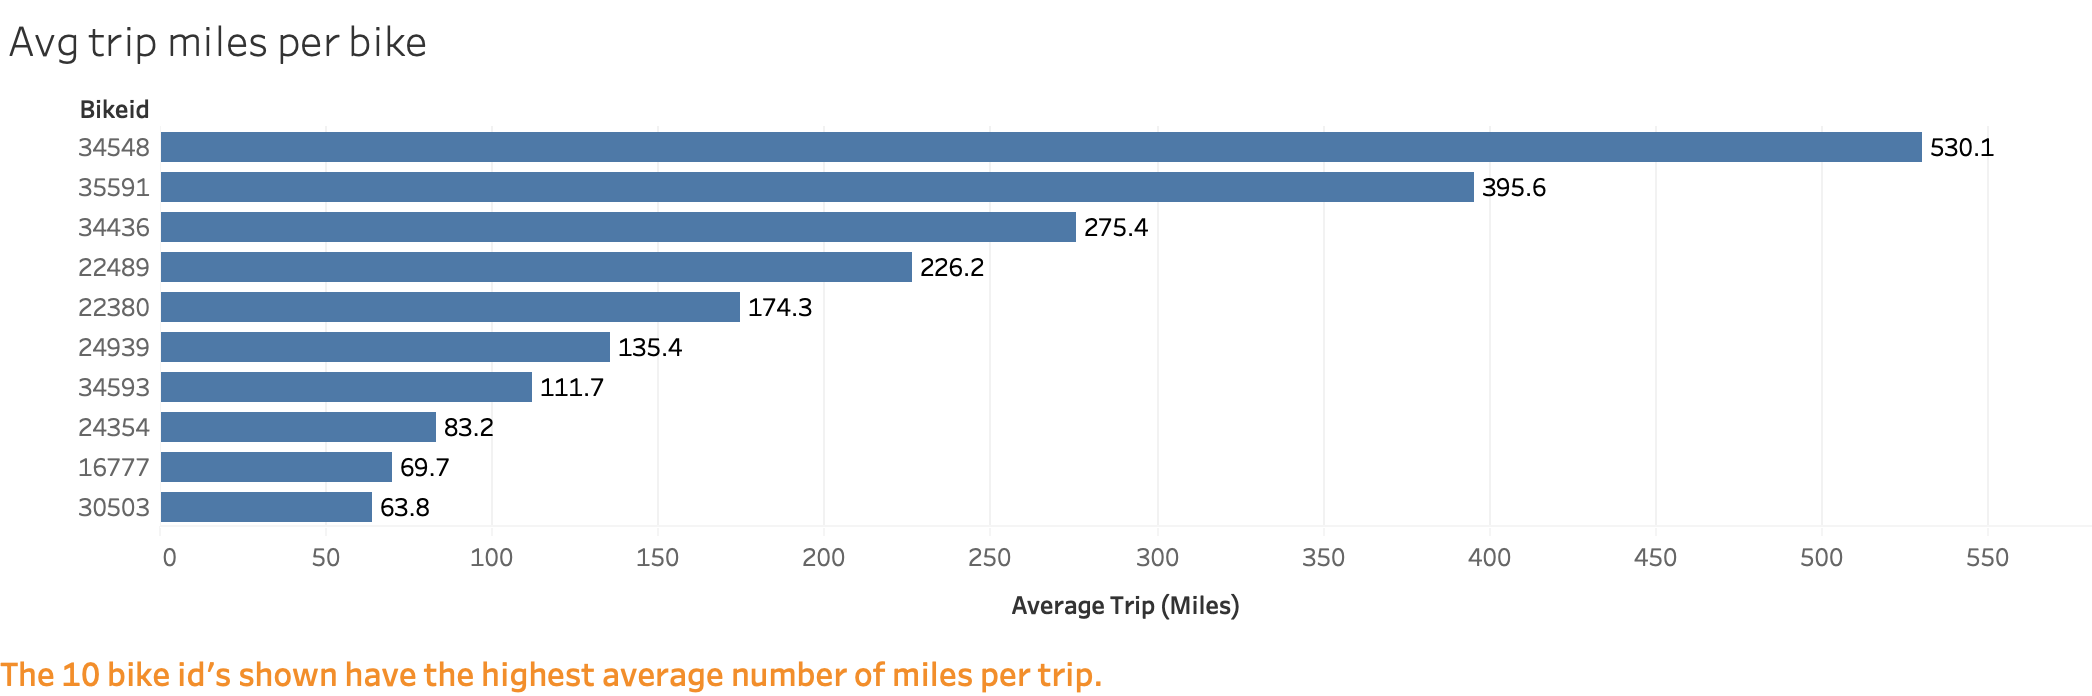 Avg trip miles per bike
Bikeid
34548 530.1
35591 395.6
34436 275.4
22489 226.2
22380 174.3
24939 135.4
34593 111.7
24354 83.2
16777 69.7
30503 63.8
0 50 100 150 200 250 300 350 400 450 500 550
Average Trip (Miles)
The 10 bike id’s shown have the highest average number of miles per trip.